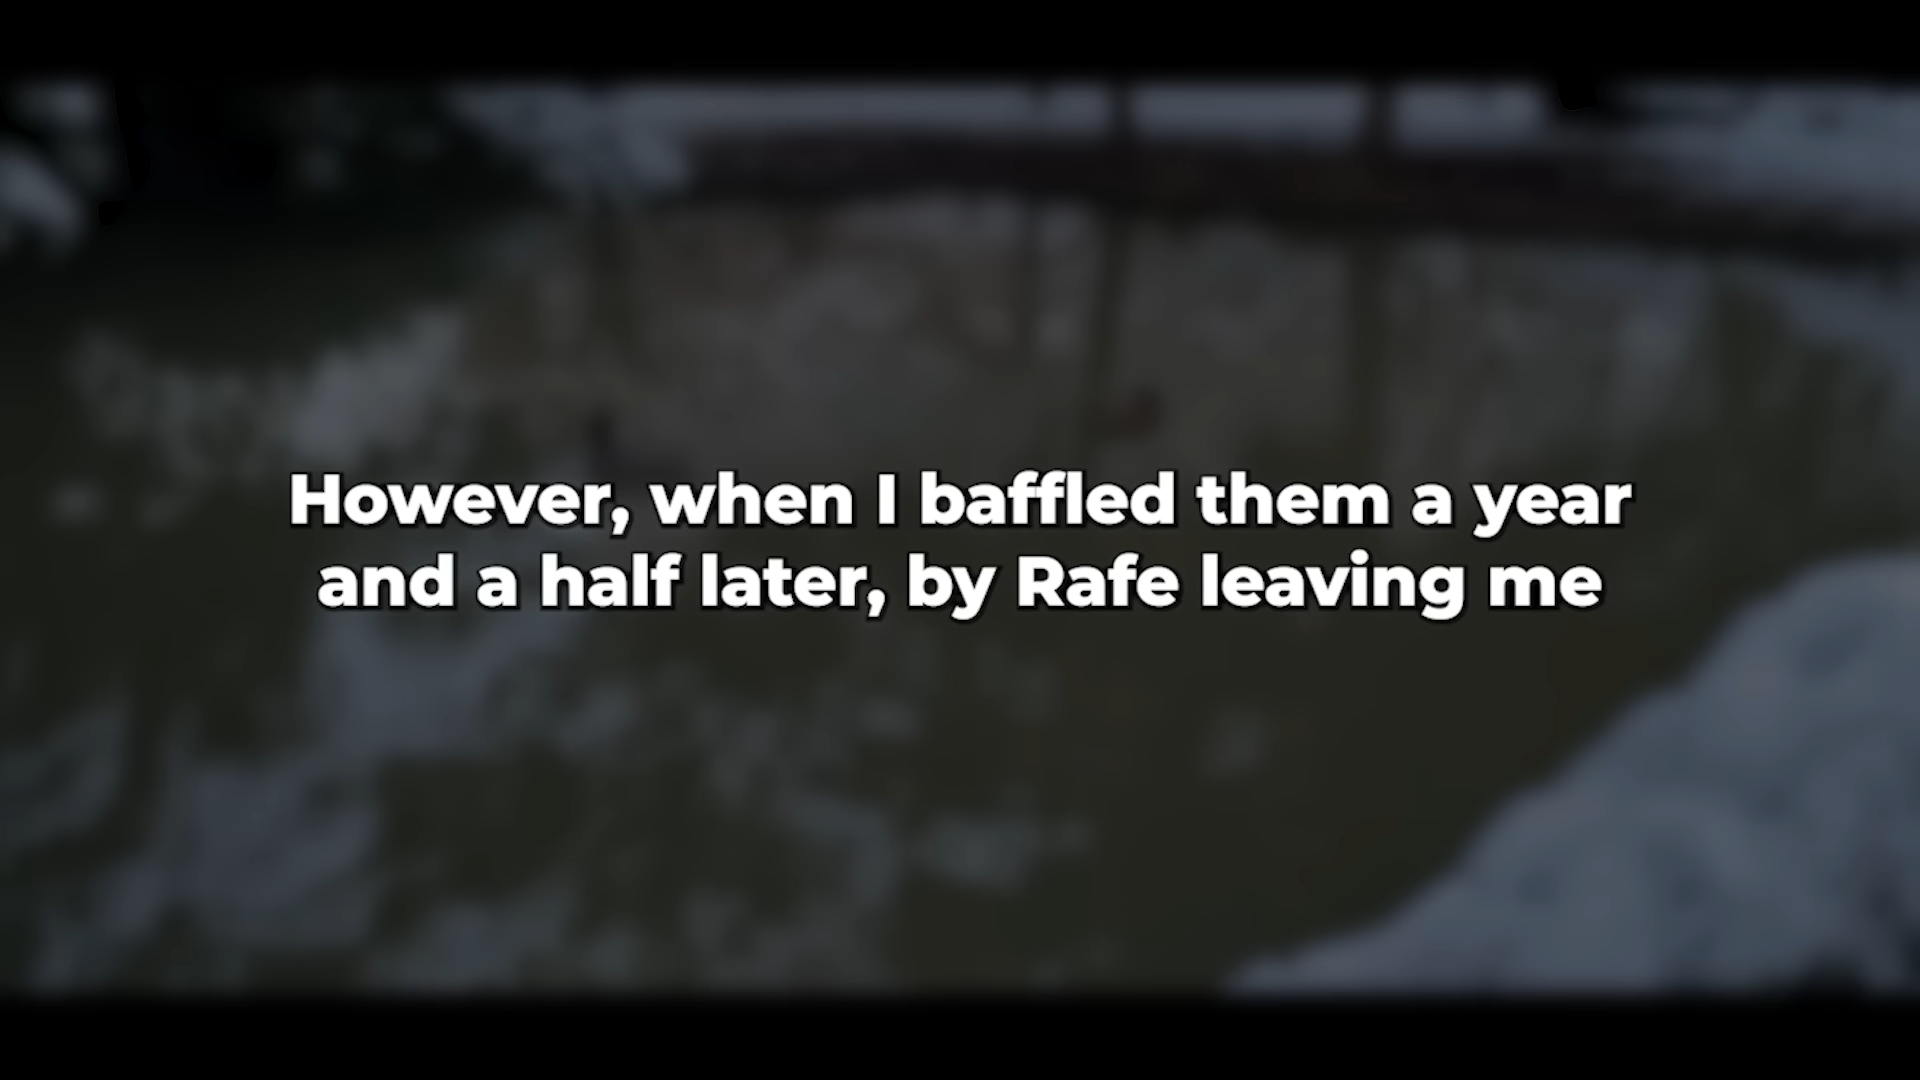 However, when I baffled them a year
and a half later, by Rafe leaving me